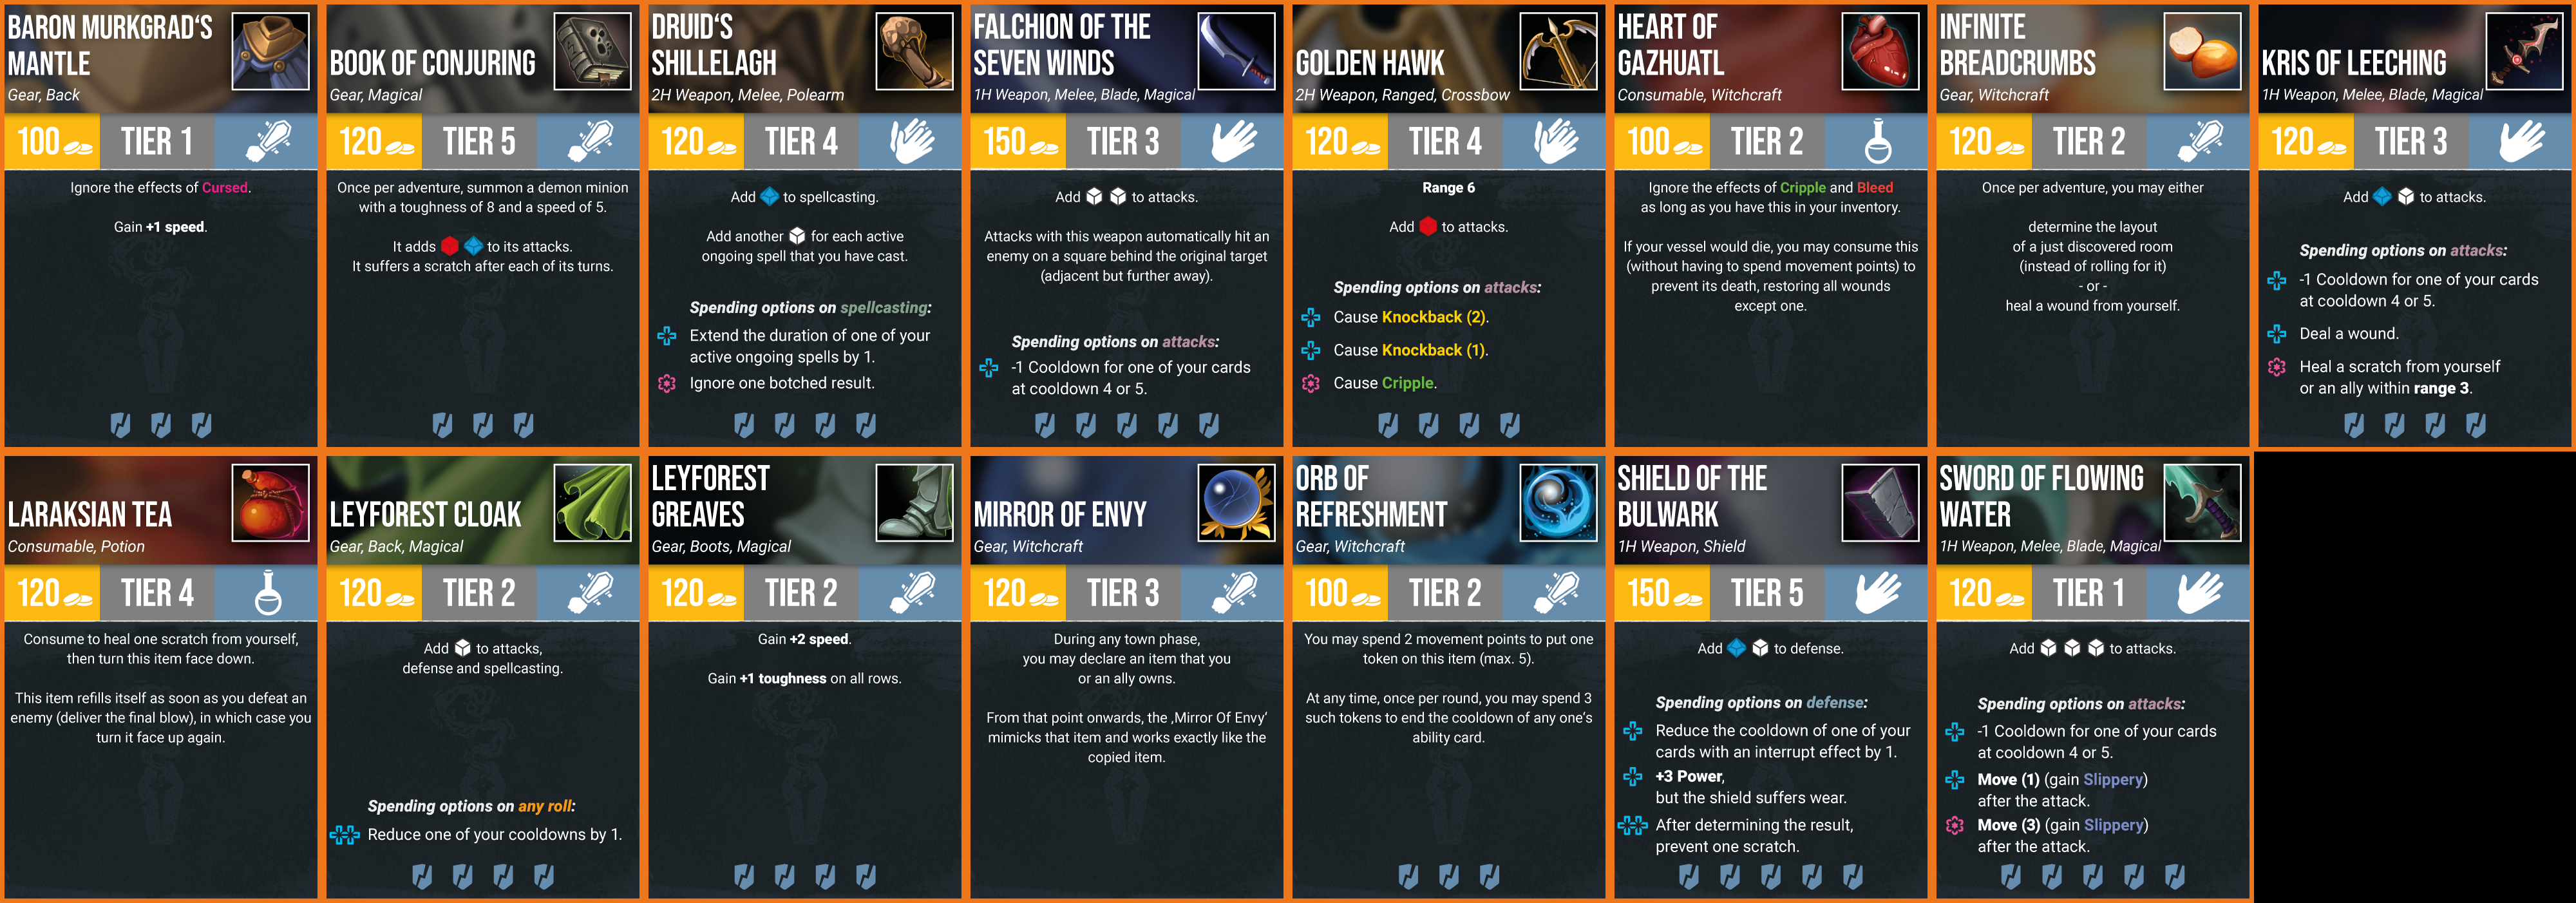 BARON MURKGRAD‘S
MANTLE
Gear, Back
100
TIER 1
Ignore the effects of Cursed.
Gain +1 speed.
BOOK OF CONJURING
Gear, Magical
120
TIER 5
Once per adventure, summon a demon minion
with a toughness of 8 and a speed of 5.
It adds to its attacks.
It suffers a scratch after each of its turns.
DRUID‘S
SHILLELAGH
2H Weapon, Melee, Polearm
120
TIER 4
Add to spellcasting.
Add another for each active
ongoing spell that you have cast.
Spending options on spellcasting:
Extend the duration of one of your
active ongoing spells by 1.
Ignore one botched result.
FALCHION OF THE
SEVEN WINDS
1H Weapon, Melee, Blade, Magical
150
TIER 3
Add to attacks.
Attacks with this weapon automatically hit an
enemy on a square behind the original target
(adjacent but further away).
Spending options on attacks:
-1 Cooldown for one of your cards
at cooldown 4 or 5.
GOLDEN HAWK
2H Weapon, Ranged, Crossbow
120
TIER 4
Range 6
Add to attacks.
Spending options on attacks:
Cause Knockback (2).
Cause Knockback (1).
Cause Cripple.
HEART OF
GAZHUATL
Consumable, Witchcraft
100
TIER 2
Ignore the effects of Cripple and Bleed
as long as you have this in your inventory.
If your vessel would die, you may consume this
(without having to spend movement points) to
prevent its death, restoring all wounds
except one.
INFINITE
BREADCRUMBS
Gear, Witchcraft
120
TIER 2
Once per adventure, you may either
determine the layout
of a just discovered room
(instead of rolling for it)
- or -
heal a wound from yourself.
KRIS OF LEECHING
1H Weapon, Melee, Blade, Magical
120
TIER 3
Add to attacks.
Spending options on attacks:
-1 Cooldown for one of your cards
at cooldown 4 or 5.
Deal a wound.
Heal a scratch from yourself
or an ally within range 3.
LARAKSIAN TEA
Consumable, Potion
120
TIER 4
Consume to heal one scratch from yourself,
then turn this item face down.
This item refills itself as soon as you defeat an
enemy (deliver the final blow), in which case you
turn it face up again.
LEYFOREST CLOAK
Gear, Back, Magical
120
TIER 2
Add to attacks,
defense and spellcasting.
Spending options on any roll:
Reduce one of your cooldowns by 1.
LEYFOREST
GREAVES
Gear, Boots, Magical
120
TIER 2
Gain +2 speed.
Gain +1 toughness on all rows.
MIRROR OF ENVY
Gear, Witchcraft
120
TIER 3
During any town phase,
you may declare an item that you
or an ally owns.
From that point onwards, the ‚Mirror Of Envy‘
mimicks that item and works exactly like the
copied item.
ORB OF
REFRESHMENT
Gear, Witchcraft
100
TIER 2
You may spend 2 movement points to put one
token on this item (max. 5).
At any time, once per round, you may spend 3
such tokens to end the cooldown of any one’s
ability card.
SHIELD OF THE
BULWARK
1H Weapon, Shield
150
TIER 5
Add to defense.
Spending options on defense:
Reduce the cooldown of one of your
cards with an interrupt effect by 1.
+3 Power,
but the shield suffers wear.
After determining the result,
prevent one scratch.
SWORD OF FLOWING
WATER
1H Weapon, Melee, Blade, Magical
120
TIER 1
Add to attacks.
Spending options on attacks:
-1 Cooldown for one of your cards
at cooldown 4 or 5.
Move (1) (gain Slippery)
after the attack.
Move (3) (gain Slippery)
after the attack.